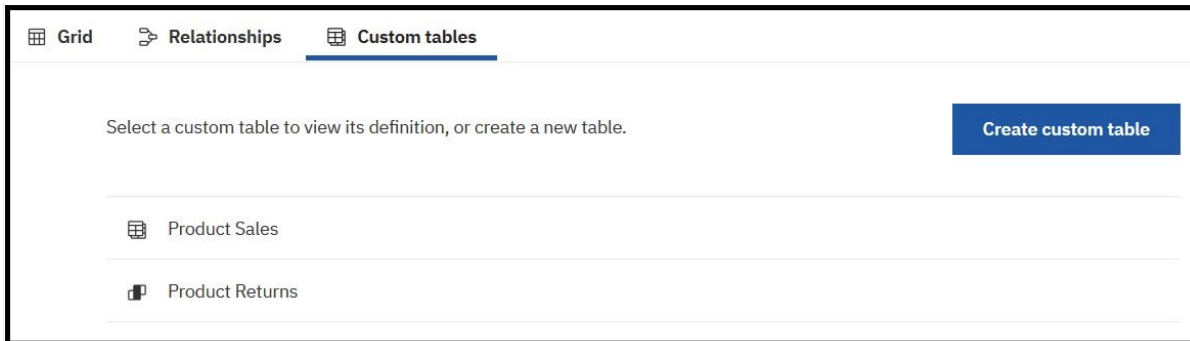 Grid Relationships Custom tables
Select a custom table to view its definition, or create a new table. Create custom table
Product Sales
Product Returns